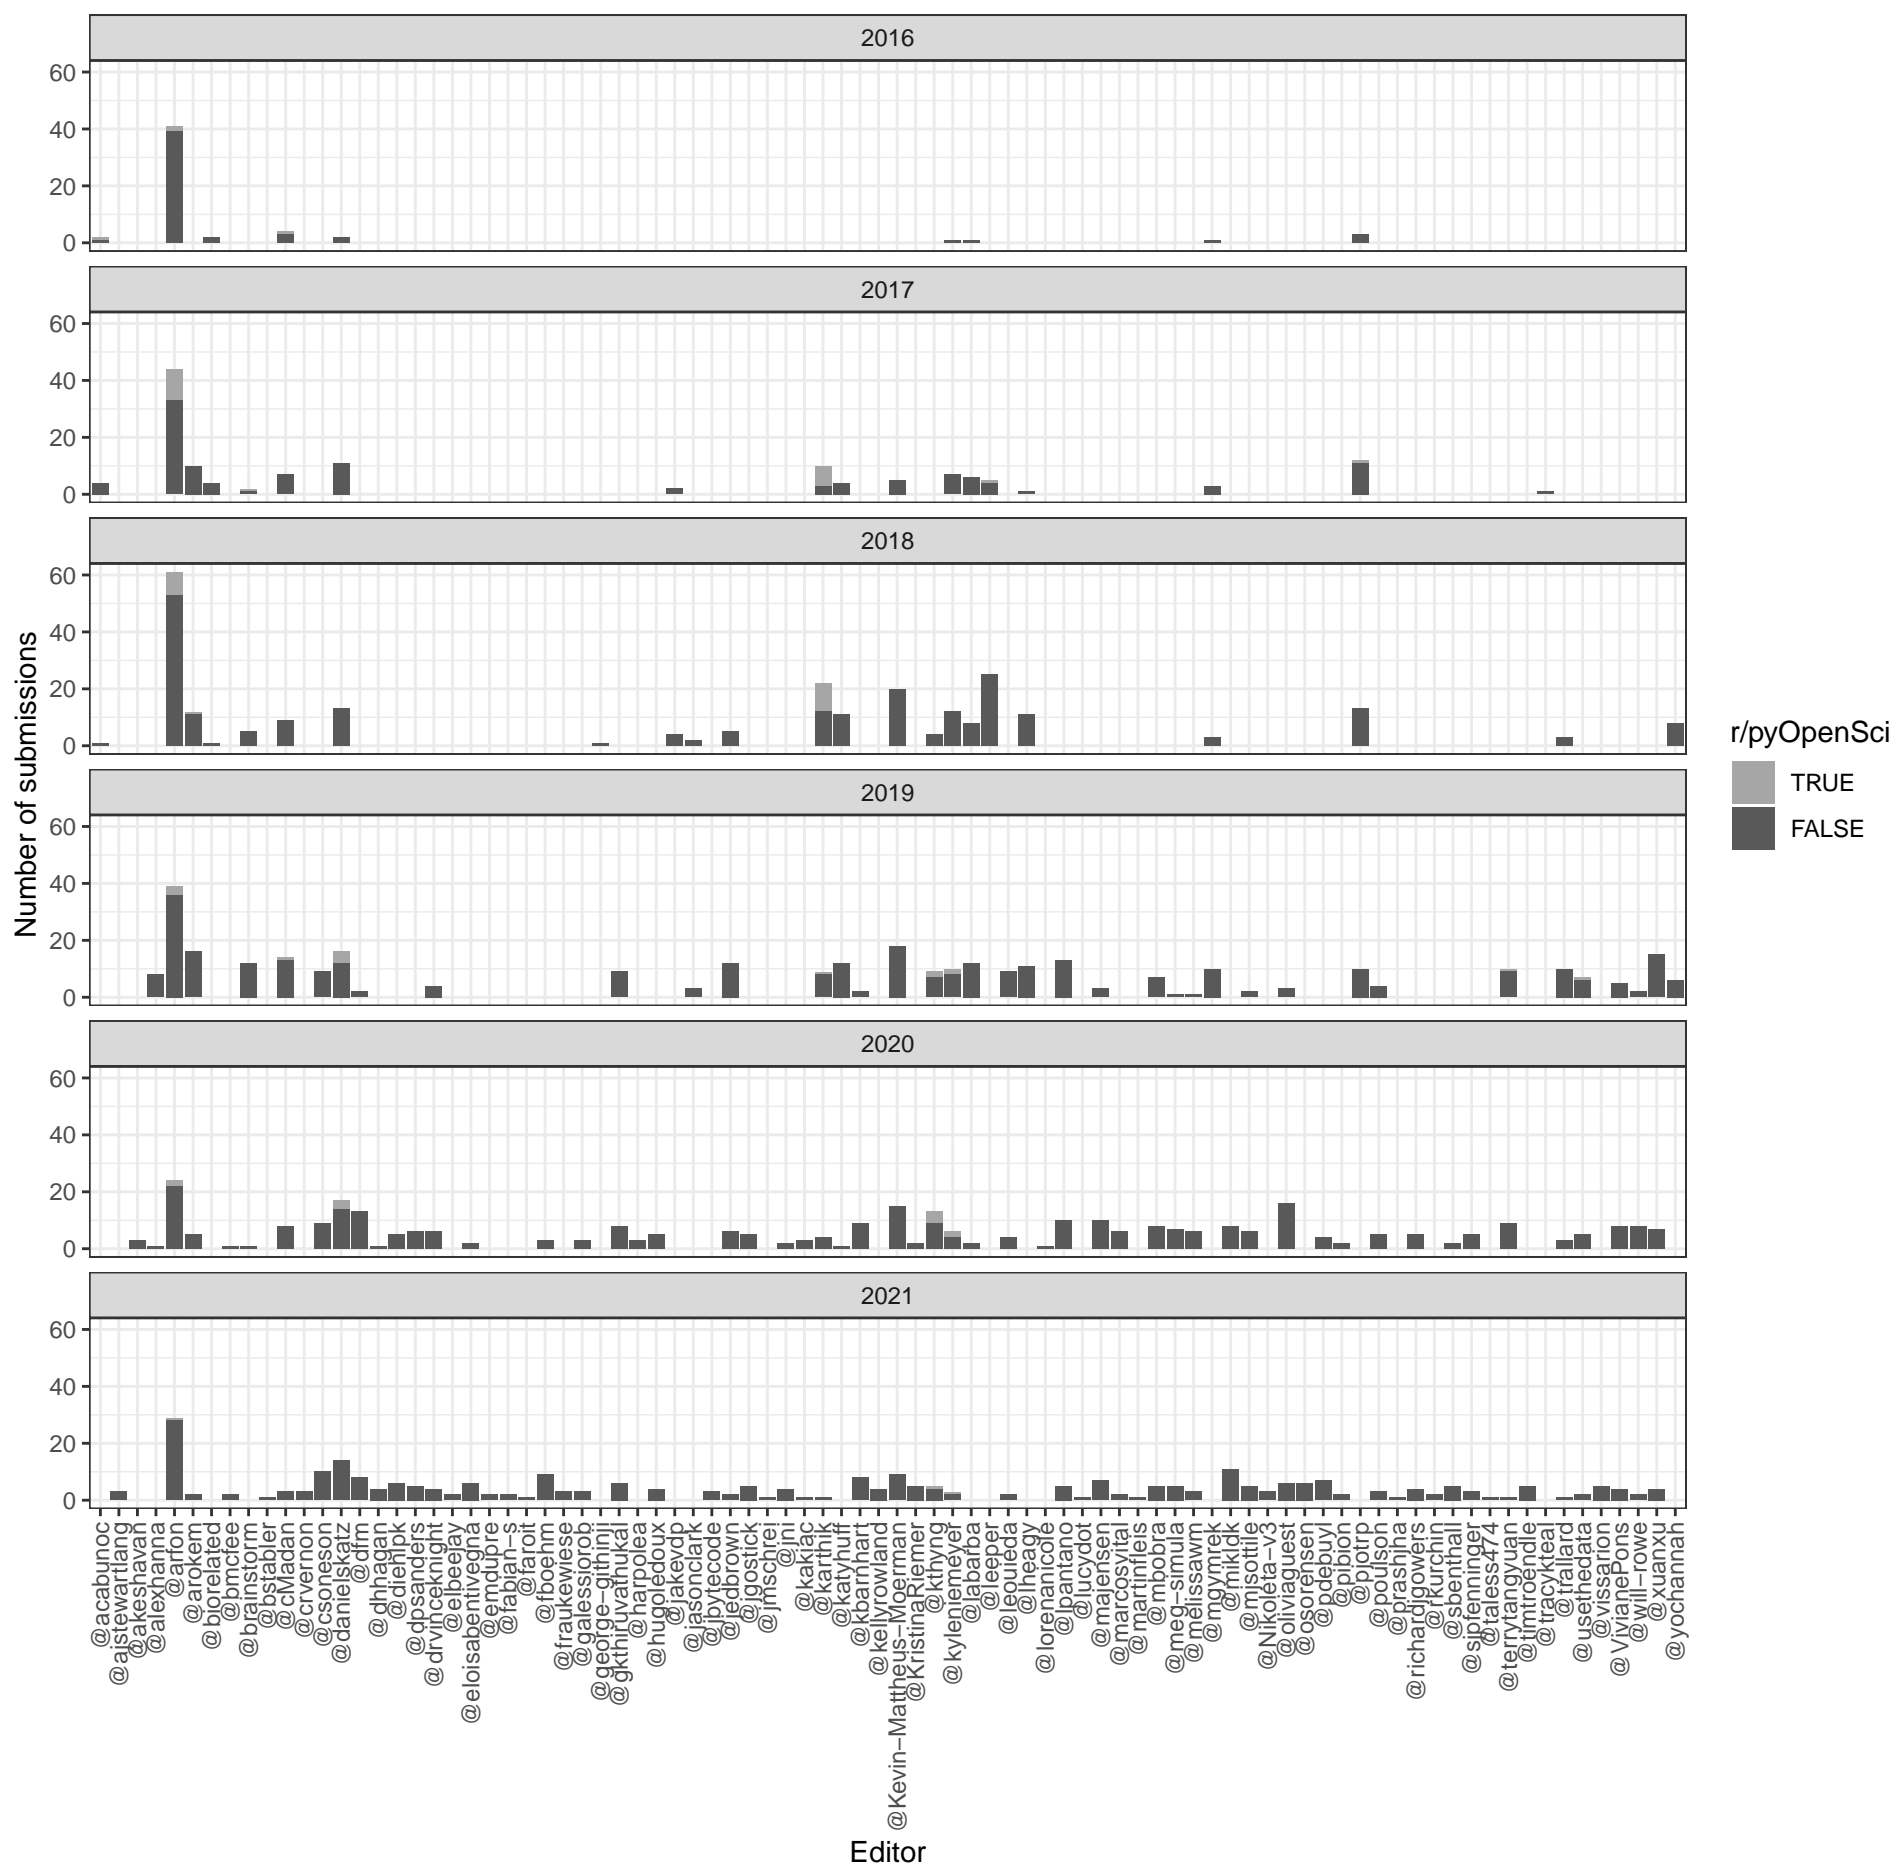 2016
60
40
20
0
2017
60
40
20
0
2018
60
40
20
0
2019
60
40
20
0
2020
60
40
20
0
2021
60
40
20
0
Number of submissions
@acabunoc
@ajstewartlang
@akeshavan
@alexhanna
@arfon
@arokem
@biorelated
@bmcfee
@brainstorm
@bstabler
@cMadan
@crvernon
@csoneson
@danielskatz
@dfm
@dhhagan
@diehlpk
@dpsanders
@drvinceknight
@elbeejay
@eloisabentivegna
@emdupre
@fabian−s
@faroit
@fboehm
@fraukewiese
@galessiorob
@george−githinji
@gkthiruvathukal
@harpolea
@hugoledoux
@jakevdp
@jasonclark
@jbytecode
@jedbrown
@jgostick
@jmschrei
@jni
@kakiac
@karthik
@katyhuff
@kbarnhart
@kellyrowland
@Kevin−Mattheus−Moerman
@KristinaRiemer
@kthyng
@kyleniemeyer
@labarba
@leeper
@leouieda
@lheagy
@lorenanicole
@lpantano
@lucydot
@majensen
@marcosvital
@martinfleis
@mbobra
@meg−simula
@melissawm
@mgymrek
@mikldk
@mjsottile
@Nikoleta−v3
@oliviaguest
@osorensen
@pdebuyl
@pibion
@pjotrp
@poulson
@prashjha
@richardjgowers
@rkurchin
@sbenthall
@sjpfenninger
@taless474
@terrytangyuan
@timtroendle
@tracykteal
@trallard
@usethedata
@vissarion
@VivianePons
@will−rowe
@xuanxu
@yochannah
Editor
r/pyOpenSci
TRUE
FALSE